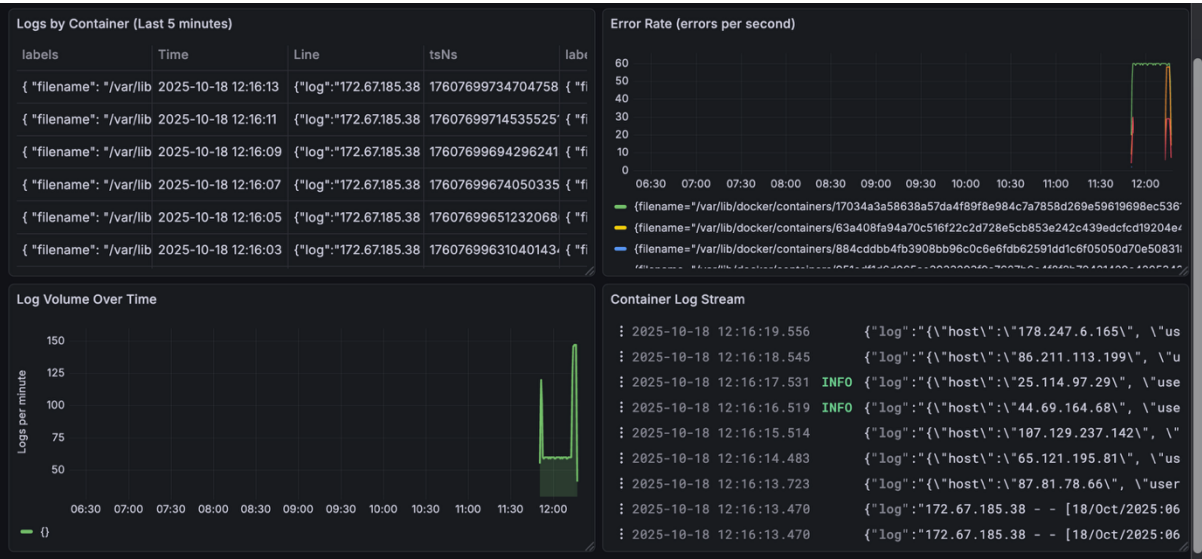 Logs by Container (Last 5 minutes)
labels Time Line tsNs labe
{ "filename": "/var/lib 2025-10-18 12:16:13 {"log":"172.67.185.38 17607699734704758 { "fi
{ "filename": "/var/lib 2025-10-18 12:16:11 {"log":"172.67.185.38 17607699714535525 { "fi
{ "filename": "/var/lib 2025-10-18 12:16:09 {"log":"172.67.185.38 17607699694296241 { "fi
{ "filename": "/var/lib 2025-10-18 12:16:07 {"log":"172.67.185.38 17607699674050335 { "fi
{ "filename": "/var/lib 2025-10-18 12:16:05 {"log":"172.67.185.38 1760769965123206 { "fi
{ "filename": "/var/lib 2025-10-18 12:16:03 {"log":"172.67.185.38 1760769963104014 { "fi
Error Rate (errors per second)
60
50
40
30
20
10
0
06:30 07:00 07:30 08:00 08:30 09:00 09:30 10:00 10:30 11:00 11:30 12:00
{filename="/var/lib/docker/containers/17034a3a58638a57da4f89f8e984c7a7858d269e59619698ec536
{filename="/var/lib/docker/containers/63a408fa94a70c516f22c2d728e5cb853e242c439edcfcd19204e4
{filename="/var/lib/docker/containers/884cddbb4fb3908bb96c0c6e6fdb62591dd1c6f05050d70e50831
Log Volume Over Time
Logs per minute
150
125
100
75
50
06:30 07:00 07:30 08:00 08:30 09:00 09:30 10:00 10:30 11:00 11:30 12:00
{}
Container Log Stream
2025-10-18 12:16:19.556 {"log":"{\"host\":\"178.247.6.165\", \"us
2025-10-18 12:16:18.545 {"log":"{\"host\":\"86.211.113.199\", \"u
2025-10-18 12:16:17.531 INFO {"log":"{\"host\":\"25.114.97.29\", \"use
2025-10-18 12:16:16.519 INFO {"log":"{\"host\":\"44.69.164.68\", \"use
2025-10-18 12:16:15.514 {"log":"{\"host\":\"107.129.237.142\", \"
2025-10-18 12:16:14.483 {"log":"{\"host\":\"65.121.195.81\", \"us
2025-10-18 12:16:13.723 {"log":"{\"host\":\"87.81.78.66\", \"user
2025-10-18 12:16:13.470 {"log":"172.67.185.38 - - [18/Oct/2025:06
2025-10-18 12:16:13.470 {"log":"172.67.185.38 - - [18/Oct/2025:06